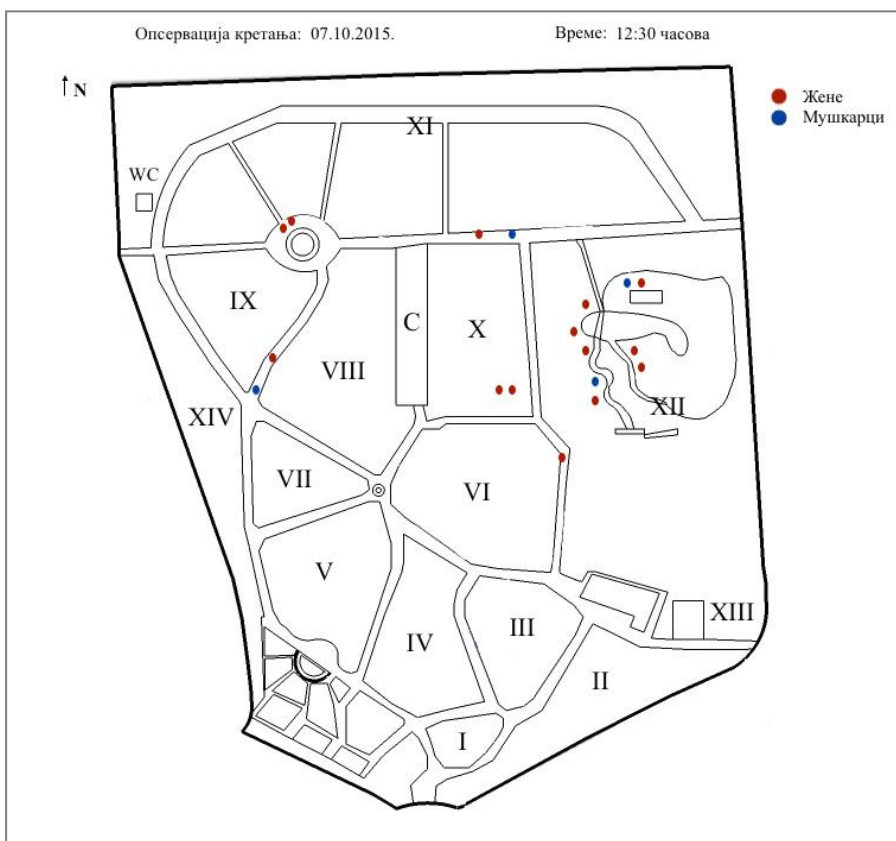 Опсервација кретања: 07.10.2015. Време: 12:30 часова
N
Жене
Мушкарци
XI
WC
IX
C
X
VIII
XII
XIV
VII
VI
V
XIII
III
IV
II
I